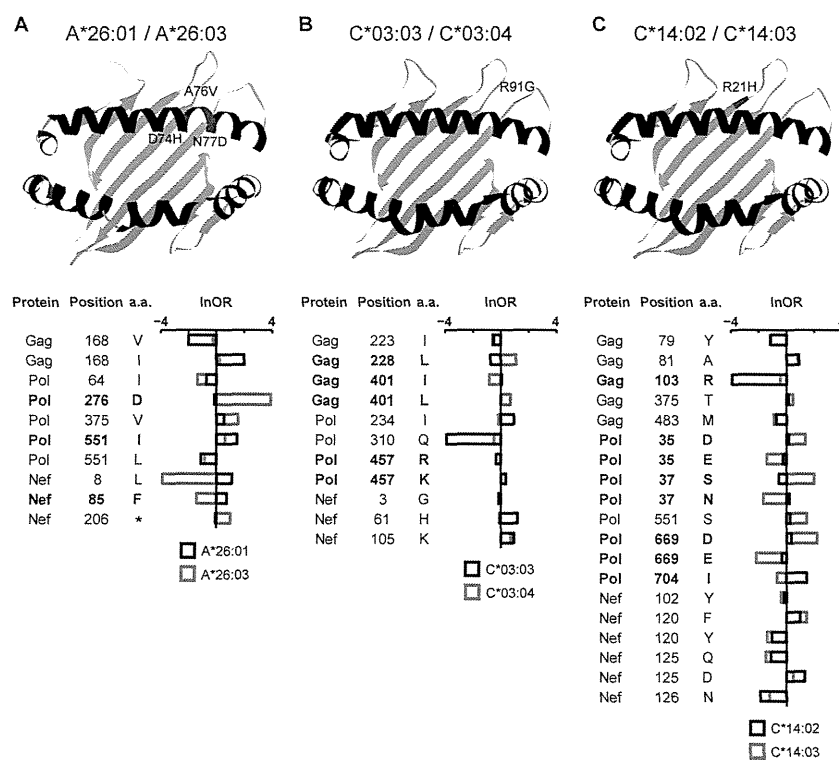 A
A*26:01 / A*26:03
A76V
D74H
N77D
Protein Position a.a. lnOR
-4 4
Gag 168 V
Gag 168 I
Pol 64 I
Pol 276 D
Pol 375 V
Pol 551 I
Pol 551 L
Nef 8 L
Nef 85 F
Nef 206 *
A*26:01
A*26:03
B
C*03:03 / C*03:04
R91G
Protein Position a.a. lnOR
-4 4
Gag 223 I
Gag 228 L
Gag 401 I
Gag 401 L
Pol 234 I
Pol 310 Q
Pol 457 R
Pol 457 K
Nef 3 G
Nef 61 H
Nef 105 K
C*03:03
C*03:04
C
C*14:02 / C*14:03
R21H
Protein Position a.a. lnOR
-4 4
Gag 79 Y
Gag 81 A
Gag 103 R
Gag 375 T
Gag 483 M
Pol 35 D
Pol 35 E
Pol 37 S
Pol 37 N
Pol 551 S
Pol 669 D
Pol 669 E
Pol 704 I
Nef 102 Y
Nef 120 F
Nef 120 Y
Nef 125 Q
Nef 125 D
Nef 126 N
C*14:02
C*14:03